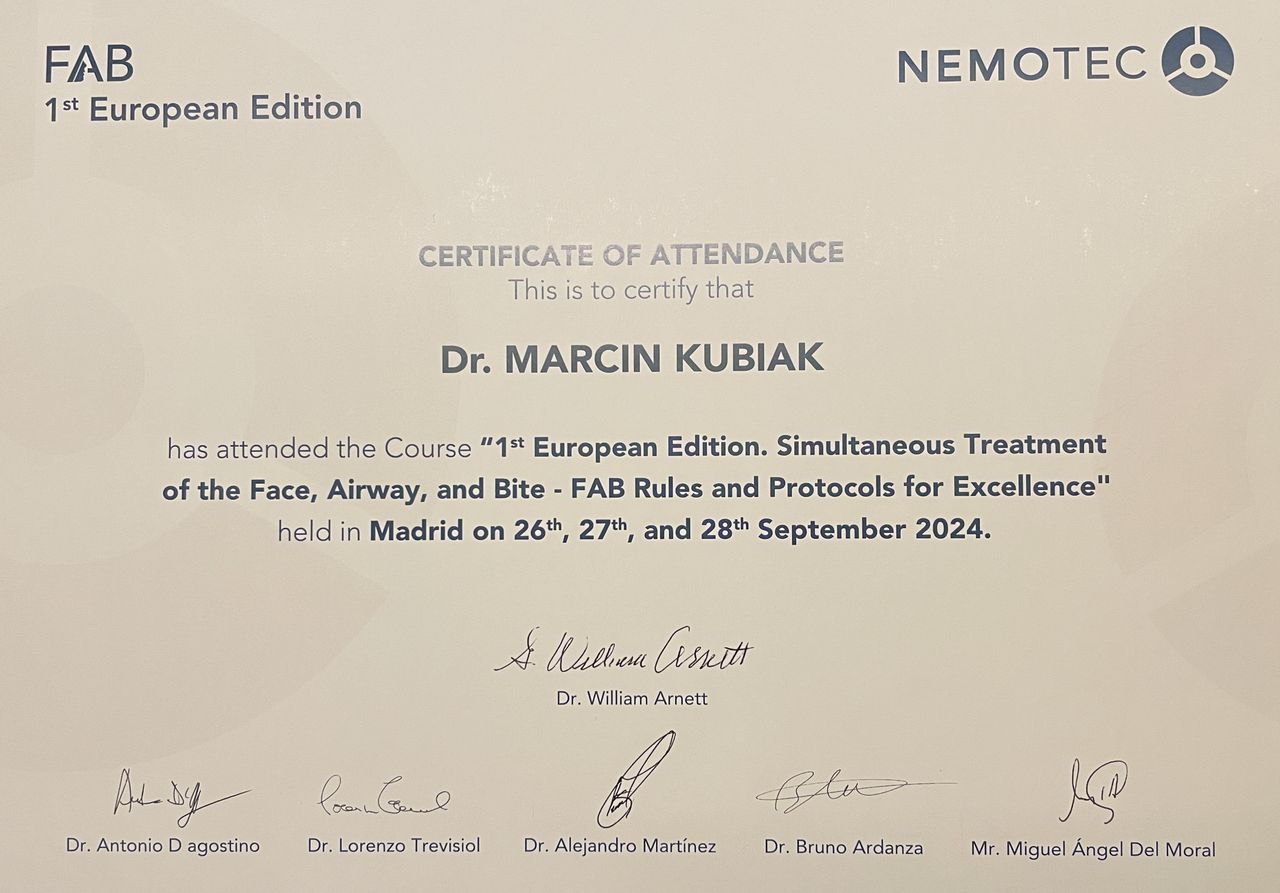 FAB
1st European Edition
NEMOTEC
CERTIFICATE OF ATTENDANCE
This is to certify that
Dr. MARCIN KUBIAK
has attended the Course "1st European Edition. Simultaneous Treatment
of the Face, Airway, and Bite - FAB Rules and Protocols for Excellence"
held in Madrid on 26th, 27th, and 28th September 2024.
G. William Arnett
Dr. William Arnett
Dr. Antonio D agostino
Dr. Lorenzo Trevisiol
Dr. Alejandro Martínez
Dr. Bruno Ardanza
Mr. Miguel Ángel Del Moral